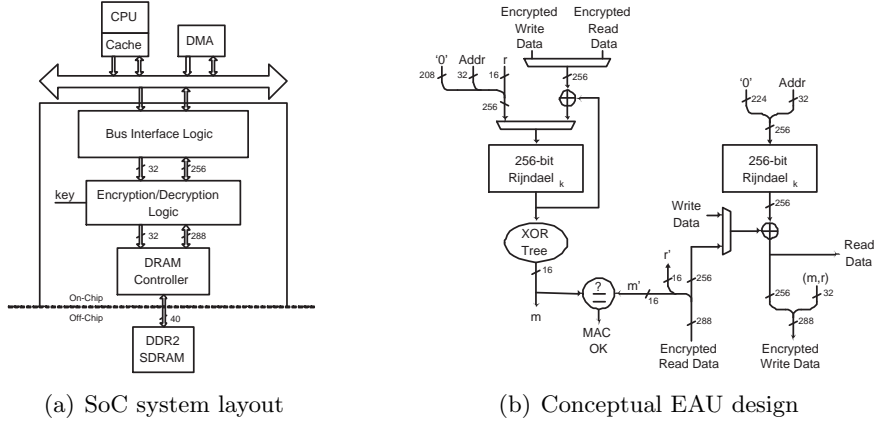 CPU
Cache
DMA
Bus Interface Logic
32
256
key
Encryption/Decryption
Logic
32
288
DRAM
Controller
On-Chip
Off-Chip
40
DDR2
SDRAM
(a) SoC system layout
Encrypted
Write
Data
Encrypted
Read
Data
‘0’
Addr
r
208
32
16
256
256
256-bit
Rijndael k
XOR
Tree
16
m
?
=
MAC
OK
m’
16
r’
16
256
288
Encrypted
Read Data
‘0’
Addr
224
32
256
256-bit
Rijndael k
256
Write
Data
Read
Data
(m,r)
256
32
288
Encrypted
Write Data
(b) Conceptual EAU design